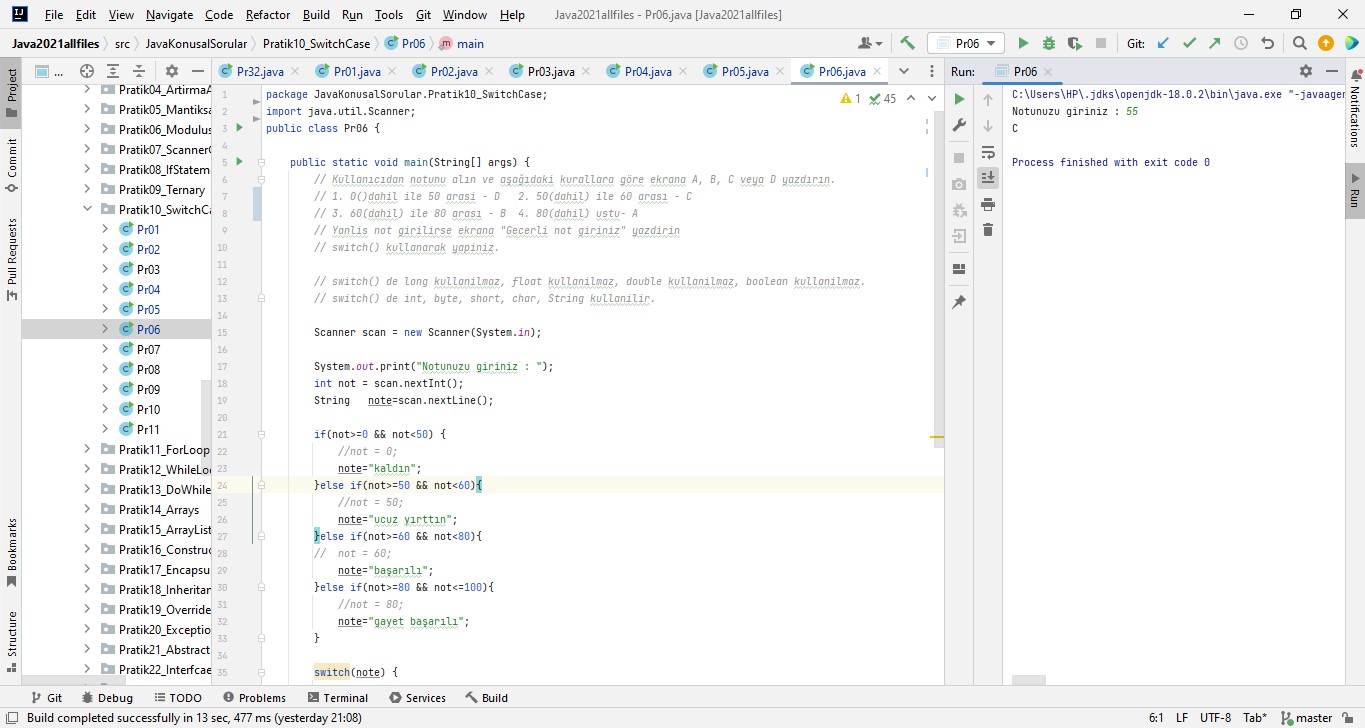 File Edit View Navigate Code Refactor Build Run Tools Git Window Help Java2021allfiles - Pr06.java [Java2021allfiles]
Java2021allfiles src JavaKonusalSorular Pratik10_SwitchCase Pr06 main Pr06 Git:
... Pr32.java Pr01.java Pr02.java Pr03.java Pr04.java Pr05.java Pr06.java Run: Pr06
Project
Commit
Pull Requests
Bookmarks
Structure
Pratik04_ArtirmaA
Pratik05_Mantiksa
Pratik06_Modulus
Pratik07_Scanner
Pratik08_IfStatem
Pratik09_Ternary
Pratik10_SwitchCa
Pr01
Pr02
Pr03
Pr04
Pr05
Pr06
Pr07
Pr08
Pr09
Pr10
Pr11
Pratik11_ForLoop
Pratik12_WhileLo
Pratik13_DoWhile
Pratik14_Arrays
Pratik15_ArrayList
Pratik16_Construc
Pratik17_Encapsu
Pratik18_Inheritan
Pratik19_Override
Pratik20_Exceptio
Pratik21_Abstract
Pratik22_Interfcae
1 package JavaKonusalSorular.Pratik10_SwitchCase;
2 import java.util.Scanner;
3 public class Pr06 {
4
5 public static void main(String[] args) {
6 // Kullanıcıdan notunu alın ve aşağıdaki kurallara göre ekrana A, B, C veya D yazdırın.
7 // 1. 0()dahil ile 50 arasi - D 2. 50(dahil) ile 60 arası - C
8 // 3. 60(dahil) ile 80 arası - B 4. 80(dahil) ustu- A
9 // Yanlis not girilirse ekrana "Gecerli not giriniz" yazdirin
10 // switch() kullanarak yapiniz.
11
12 // switch() de long kullanilmaz, float kullanilmaz, double kullanilmaz, boolean kullanilmaz.
13 // switch() de int, byte, short, char, String kullanilir.
14
15 Scanner scan = new Scanner(System.in);
16
17 System.out.print("Notunuzu giriniz : ");
18 int not = scan.nextInt();
19 String note=scan.nextLine();
20
21 if(not>=0 && not<50) {
22 //not = 0;
23 note="kaldın";
24 }else if(not>=50 && not<60){
25 //not = 50;
26 note="ucuz yırttın";
27 }else if(not>=60 && not<80){
28 // not = 60;
29 note="başarılı";
30 }else if(not>=80 && not<=100){
31 //not = 80;
32 note="gayet başarılı";
33 }
34
35 switch(note) {
1 45
C:\Users\HP\.jdks\openjdk-18.0.2\bin\java.exe "-javaagen
Notunuzu giriniz : 55
C
Process finished with exit code 0
Notifications
Run
Git Debug TODO Problems Terminal Services Build
Build completed successfully in 13 sec, 477 ms (yesterday 21:08) 6:1 LF UTF-8 Tab* master